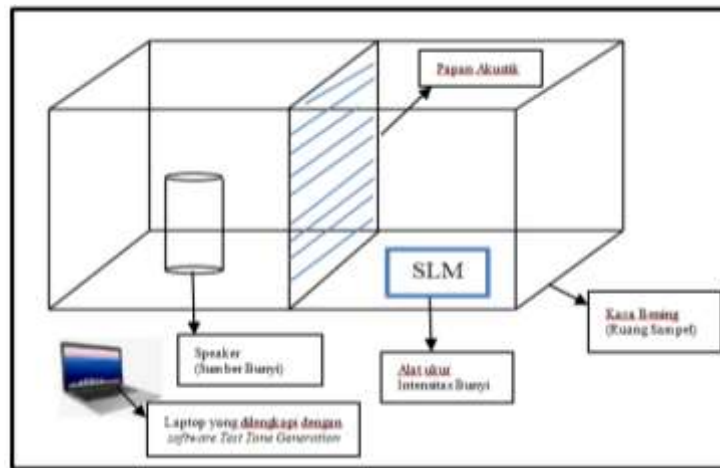 Papan Akustik
SLM
Kaca Bening
(Ruang Sampel)
Speaker
(Sumber Bunyi)
Alat ukur
Intensitas Bunyi
Laptop yang dilengkapi dengan
software Test Tone Generation